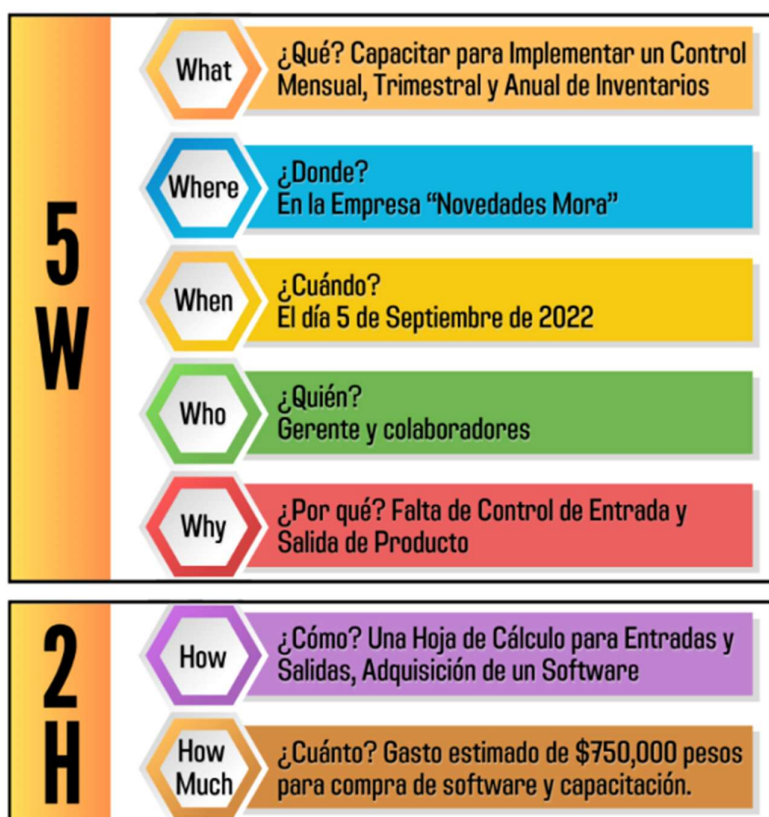 5
W
What
¿Qué? Capacitar para Implementar un Control
Mensual, Trimestral y Anual de Inventarios
Where
¿Donde?
En la Empresa “Novedades Mora”
When
¿Cuándo?
El día 5 de Septiembre de 2022
Who
¿Quién?
Gerente y colaboradores
Why
¿Por qué? Falta de Control de Entrada y
Salida de Producto
2
H
How
¿Cómo? Una Hoja de Cálculo para Entradas y
Salidas, Adquisición de un Software
How
Much
¿Cuánto? Gasto estimado de $750,000 pesos
para compra de software y capacitación.